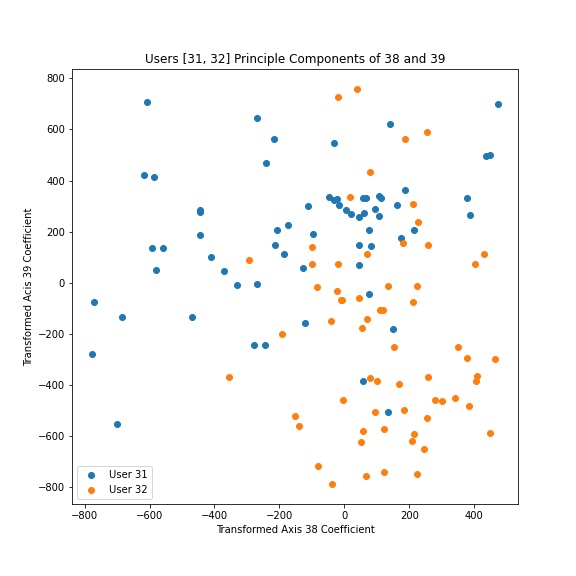 Users [31, 32] Principle Components of 38 and 39
Transformed Acis 39 Coefficient
800
600
400
200
0
−200
−400
−600
−800
User 31
User 32
−800 −600 −400 −200 0 200 400
Transformed Axis 38 Coefficient